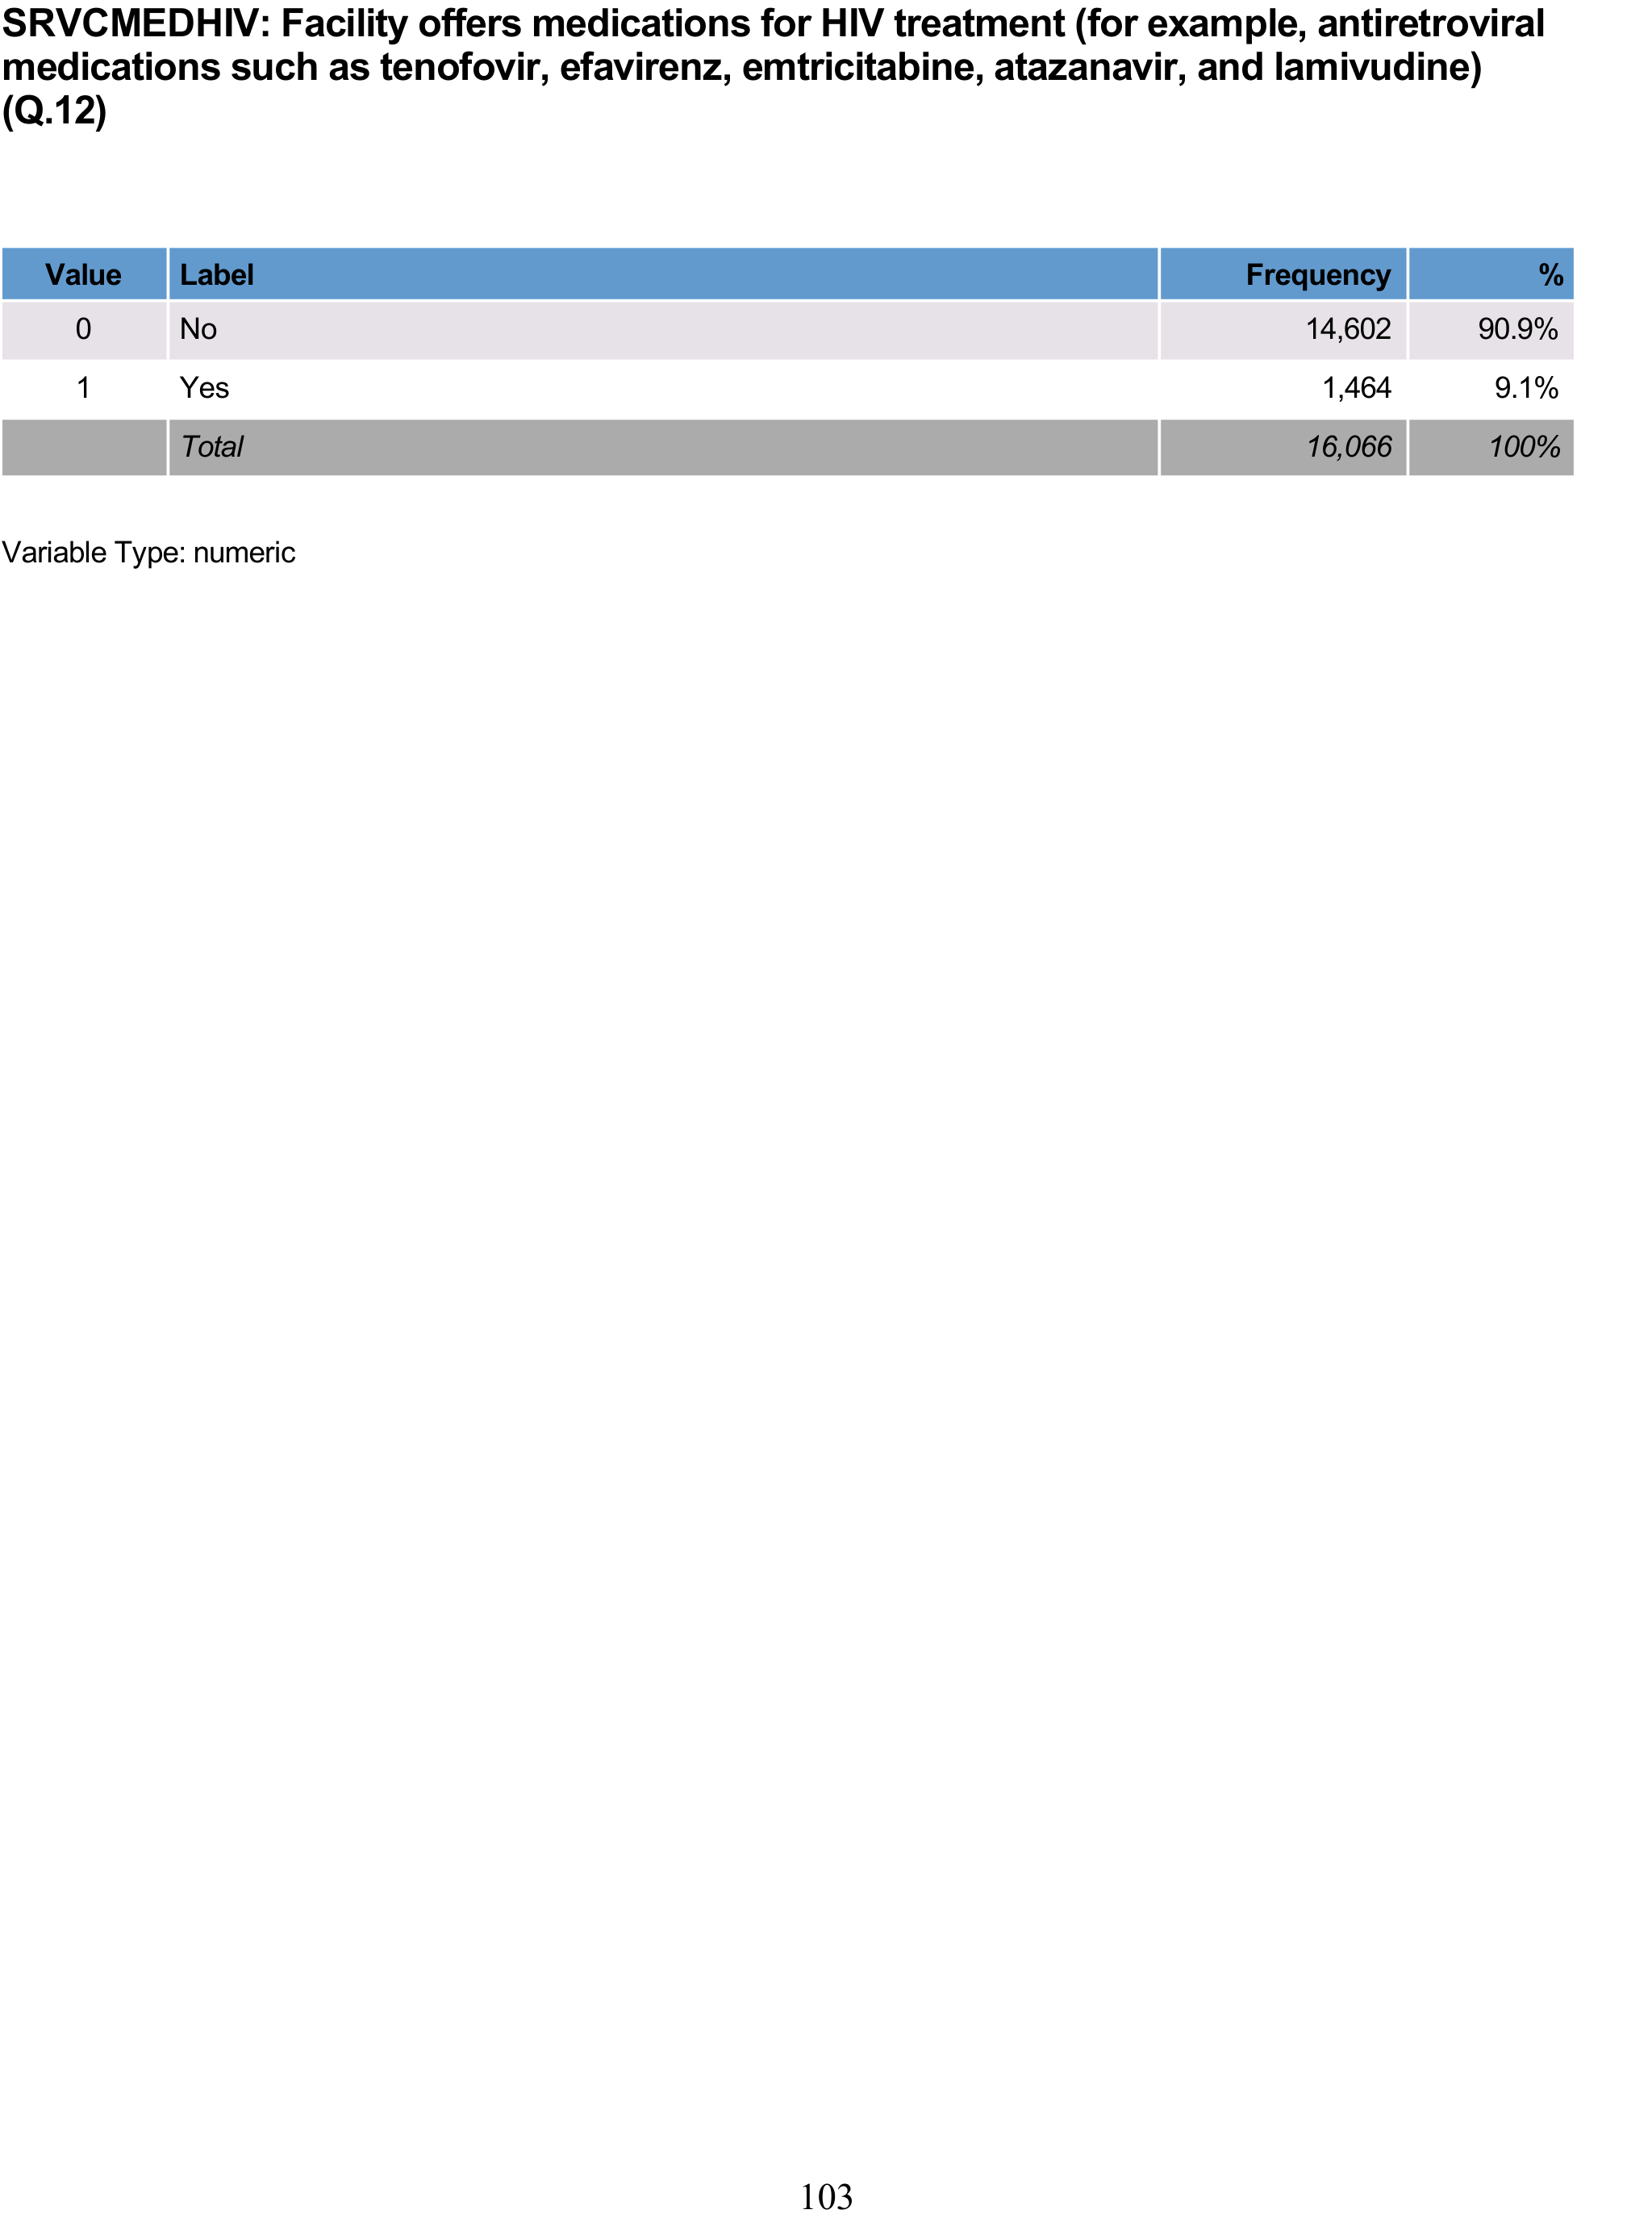 SRVCMEDHIV: Facility offers medications for HIV treatment (for example, antiretroviral
medications such as tenofovir, efavirenz, emtricitabine, atazanavir, and lamivudine)
(Q.12)
Value Label Frequency %
0 No 14,602 90.9%
1 Yes 1,464 9.1%
Total 16,066 100%
Variable Type: numeric
103